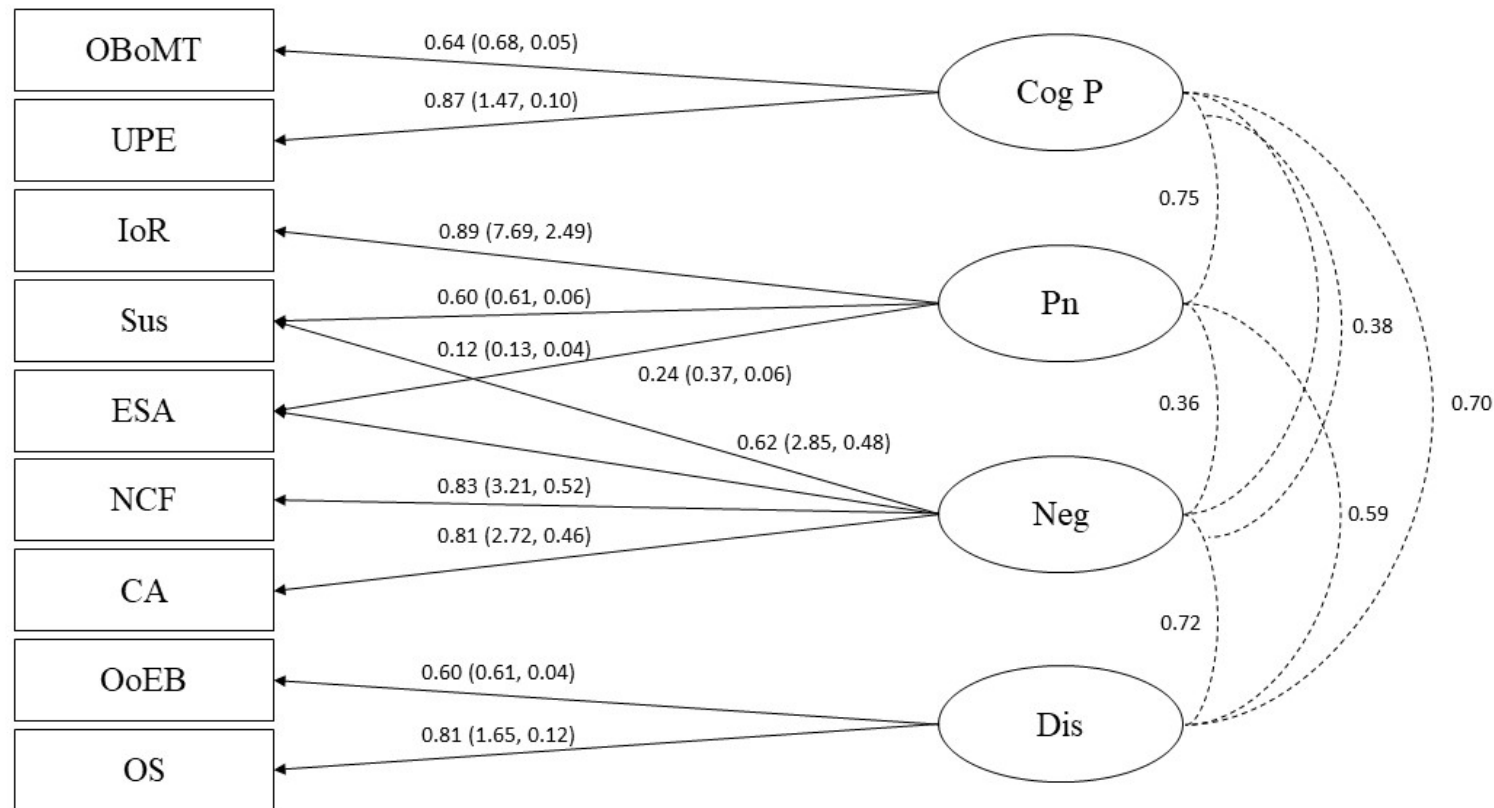 OBoMT
UPE
IoR
Sus
ESA
NCF
CA
OoEB
OS
0.64 (0.68, 0.05)
0.87 (1.47, 0.10)
0.89 (7.69, 2.49)
0.60 (0.61, 0.06)
0.12 (0.13, 0.04)
0.24 (0.37, 0.06)
0.62 (2.85, 0.48)
0.83 (3.21, 0.52)
0.81 (2.72, 0.46)
0.60 (0.61, 0.04)
0.81 (1.65, 0.12)
Cog P
Pn
Neg
Dis
0.75
0.38
0.36
0.70
0.59
0.72